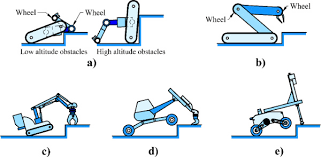 Wheel Wheel
Low altitude obstacles High altitude obstacles
a)
Wheel Wheel
b)
c) d) e)